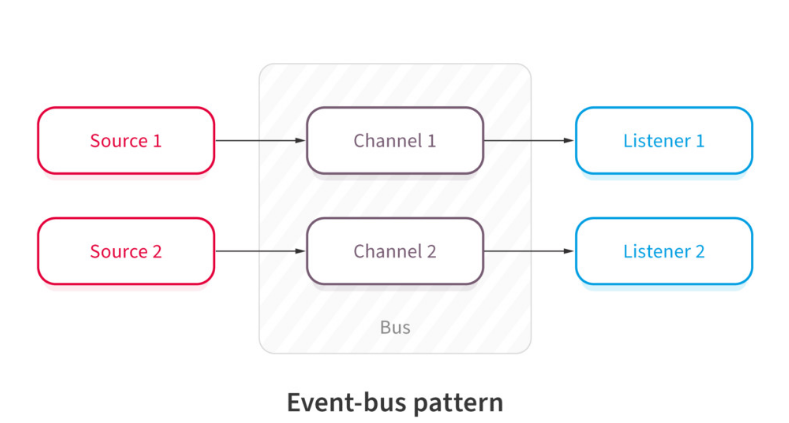 Source 1
Channel 1
Listener 1
Source 2
Channel 2
Listener 2
Bus
Event-bus pattern